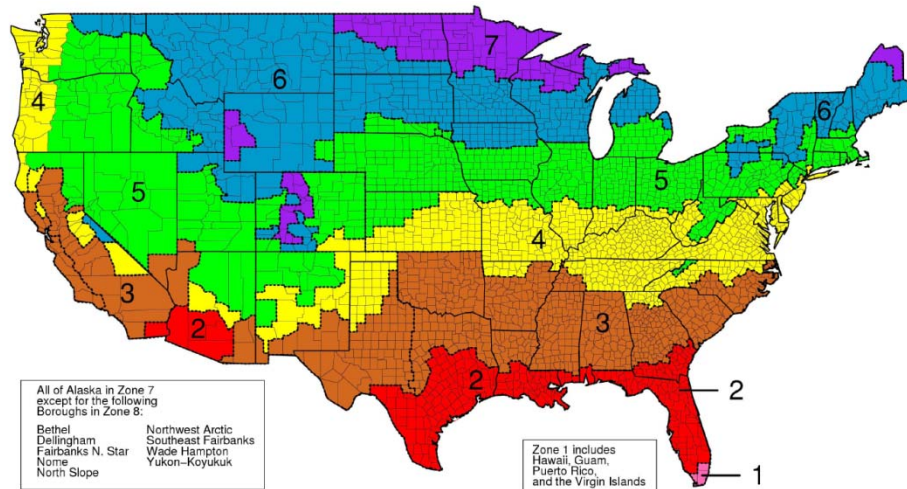 7
6
4
6
5
5
4
3
3
2
2
2
1
All of Alaska in Zone 7
except for the following
Boroughs in Zone 8:
Bethel Northwest Arctic
Dellingham Southeast Fairbanks
Fairbanks N. Star Wade Hampton
Nome Yukon–Koyukuk
North Slope
Zone 1 includes
Hawaii, Guam,
Puerto Rico,
and the Virgin Islands